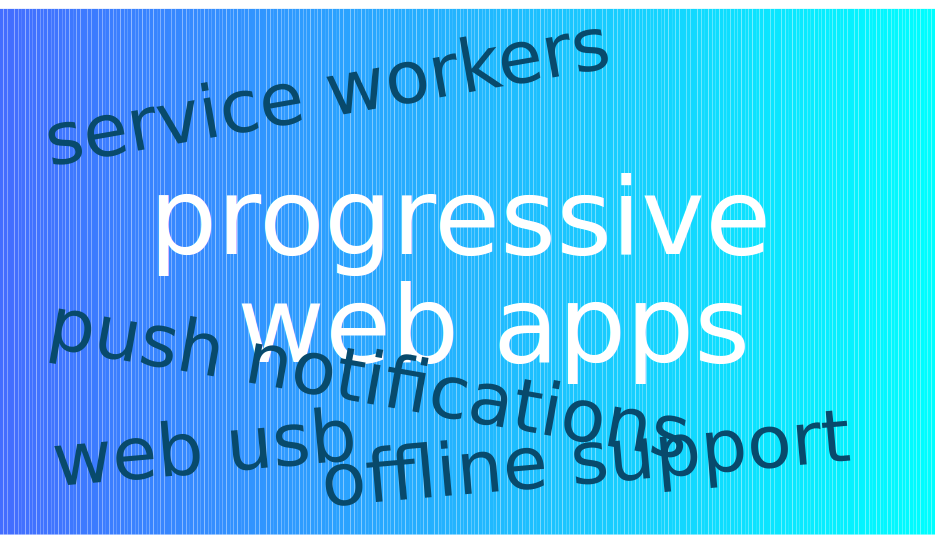 service workers
progressive
web apps
push notifications
web usb
offline support